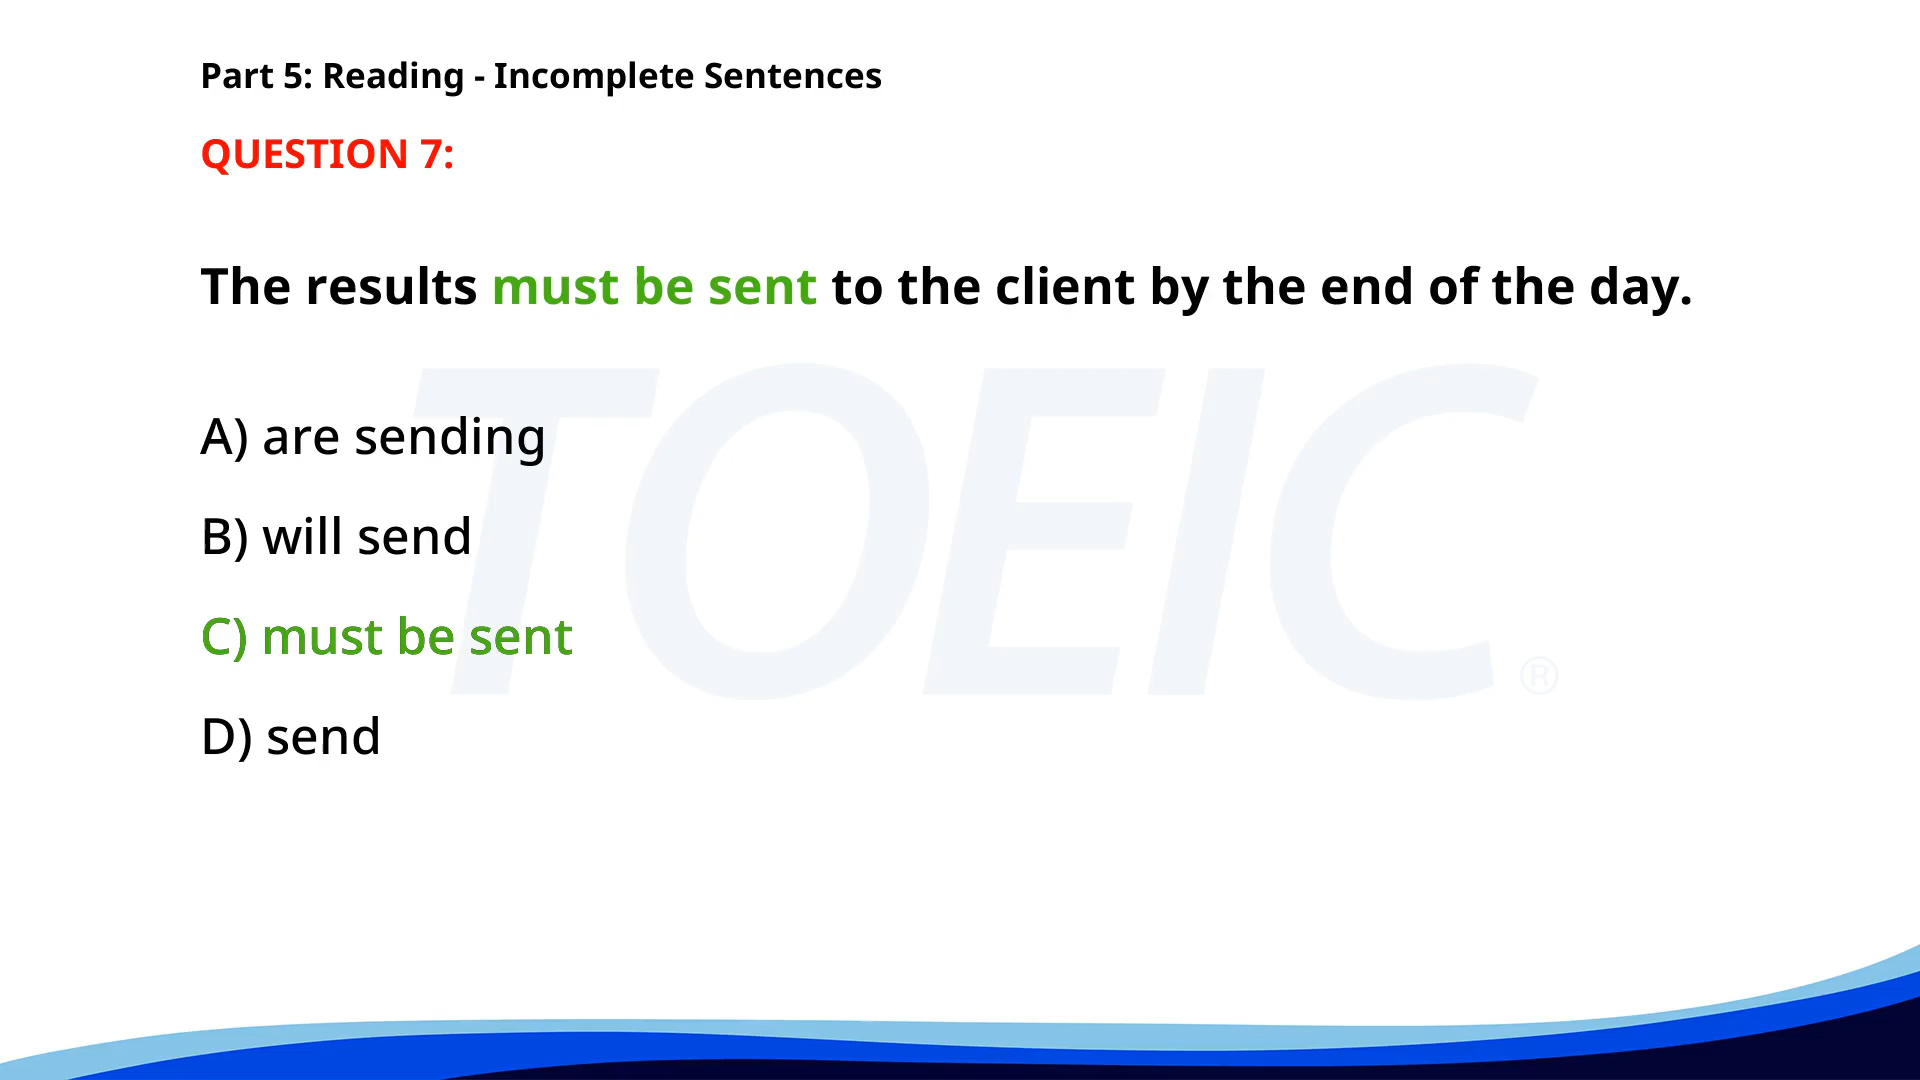 Part 5: Reading - Incomplete Sentences
QUESTION 7:
The results must be sent to the client by the end of the day.
TOEIC®
A) are sending
B) will send
C) must be sent
D) send